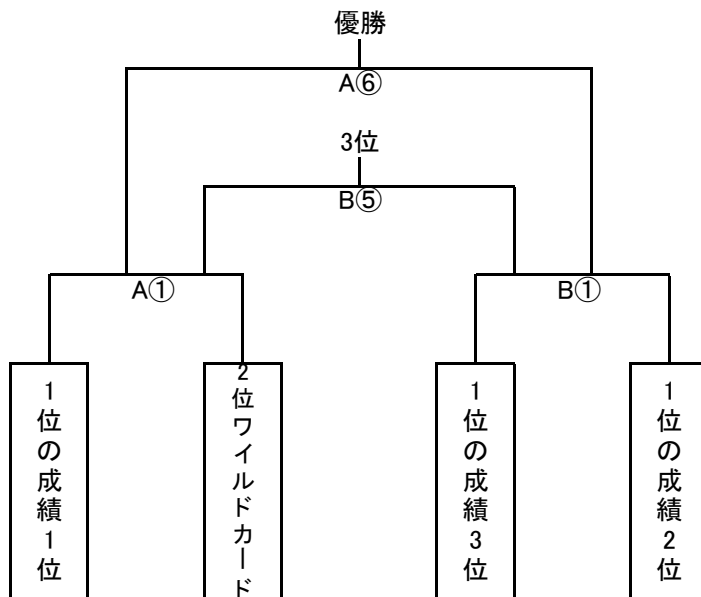 優勝
A⑥
3位
B⑤
A①
B①
1位の成績1位
2位ワイルドカード
1位の成績3位
1位の成績2位